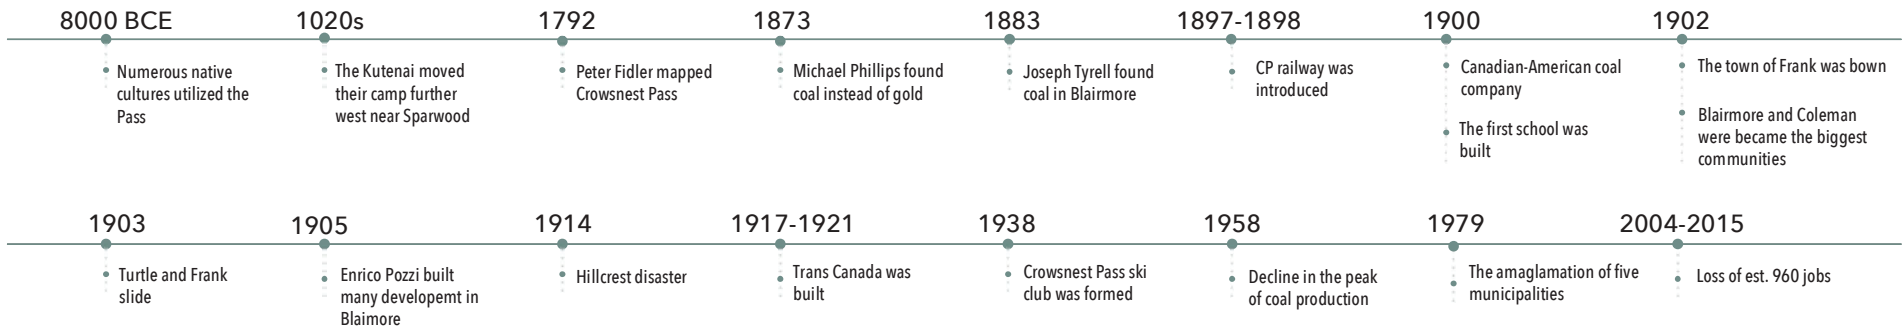 8000 BCE
Numerous native
cultures utilized the
Pass
1020s
The Kutenai moved
their camp further
west near Sparwood
1792
Peter Fidler mapped
Crowsnest Pass
1873
Michael Phillips found
coal instead of gold
1883
Joseph Tyrell found
coal in Blairmore
1897-1898
CP railway was
introduced
1900
Canadian-American coal
company
The first school was
built
1902
The town of Frank was bown
Blairmore and Coleman
were became the biggest
communities
1903
Turtle and Frank
slide
1905
Enrico Pozzi built
many developemt in
Blaimore
1914
Hillcrest disaster
1917-1921
Trans Canada was
built
1938
Crowsnest Pass ski
club was formed
1958
Decline in the peak
of coal production
1979
The amaglamation of five
municipalities
2004-2015
Loss of est. 960 jobs